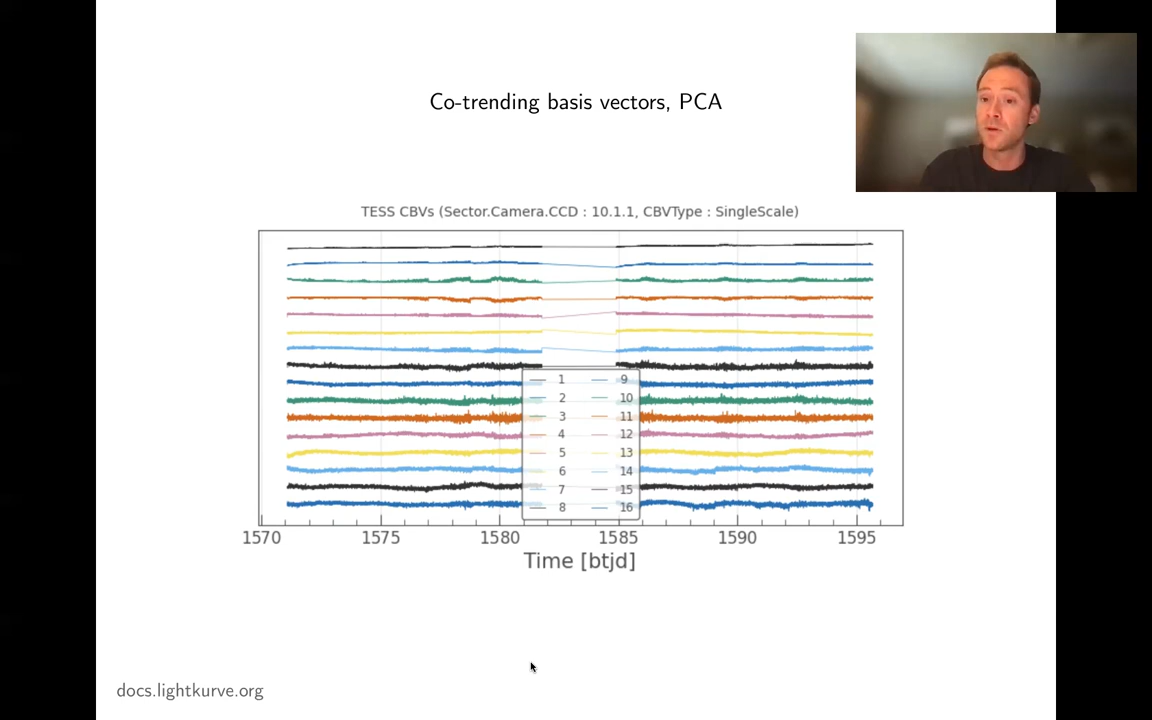 Co-trending basis vectors, PCA
TESS CBVs (Sector.Camera.CCD : 10.1.1, CBVType : SingleScale)
1 9
2 10
3 11
4 12
5 13
6 14
7 15
8 16
1570 1575 1580 1585 1590 1595
Time [btjd]
docs.lightkurve.org